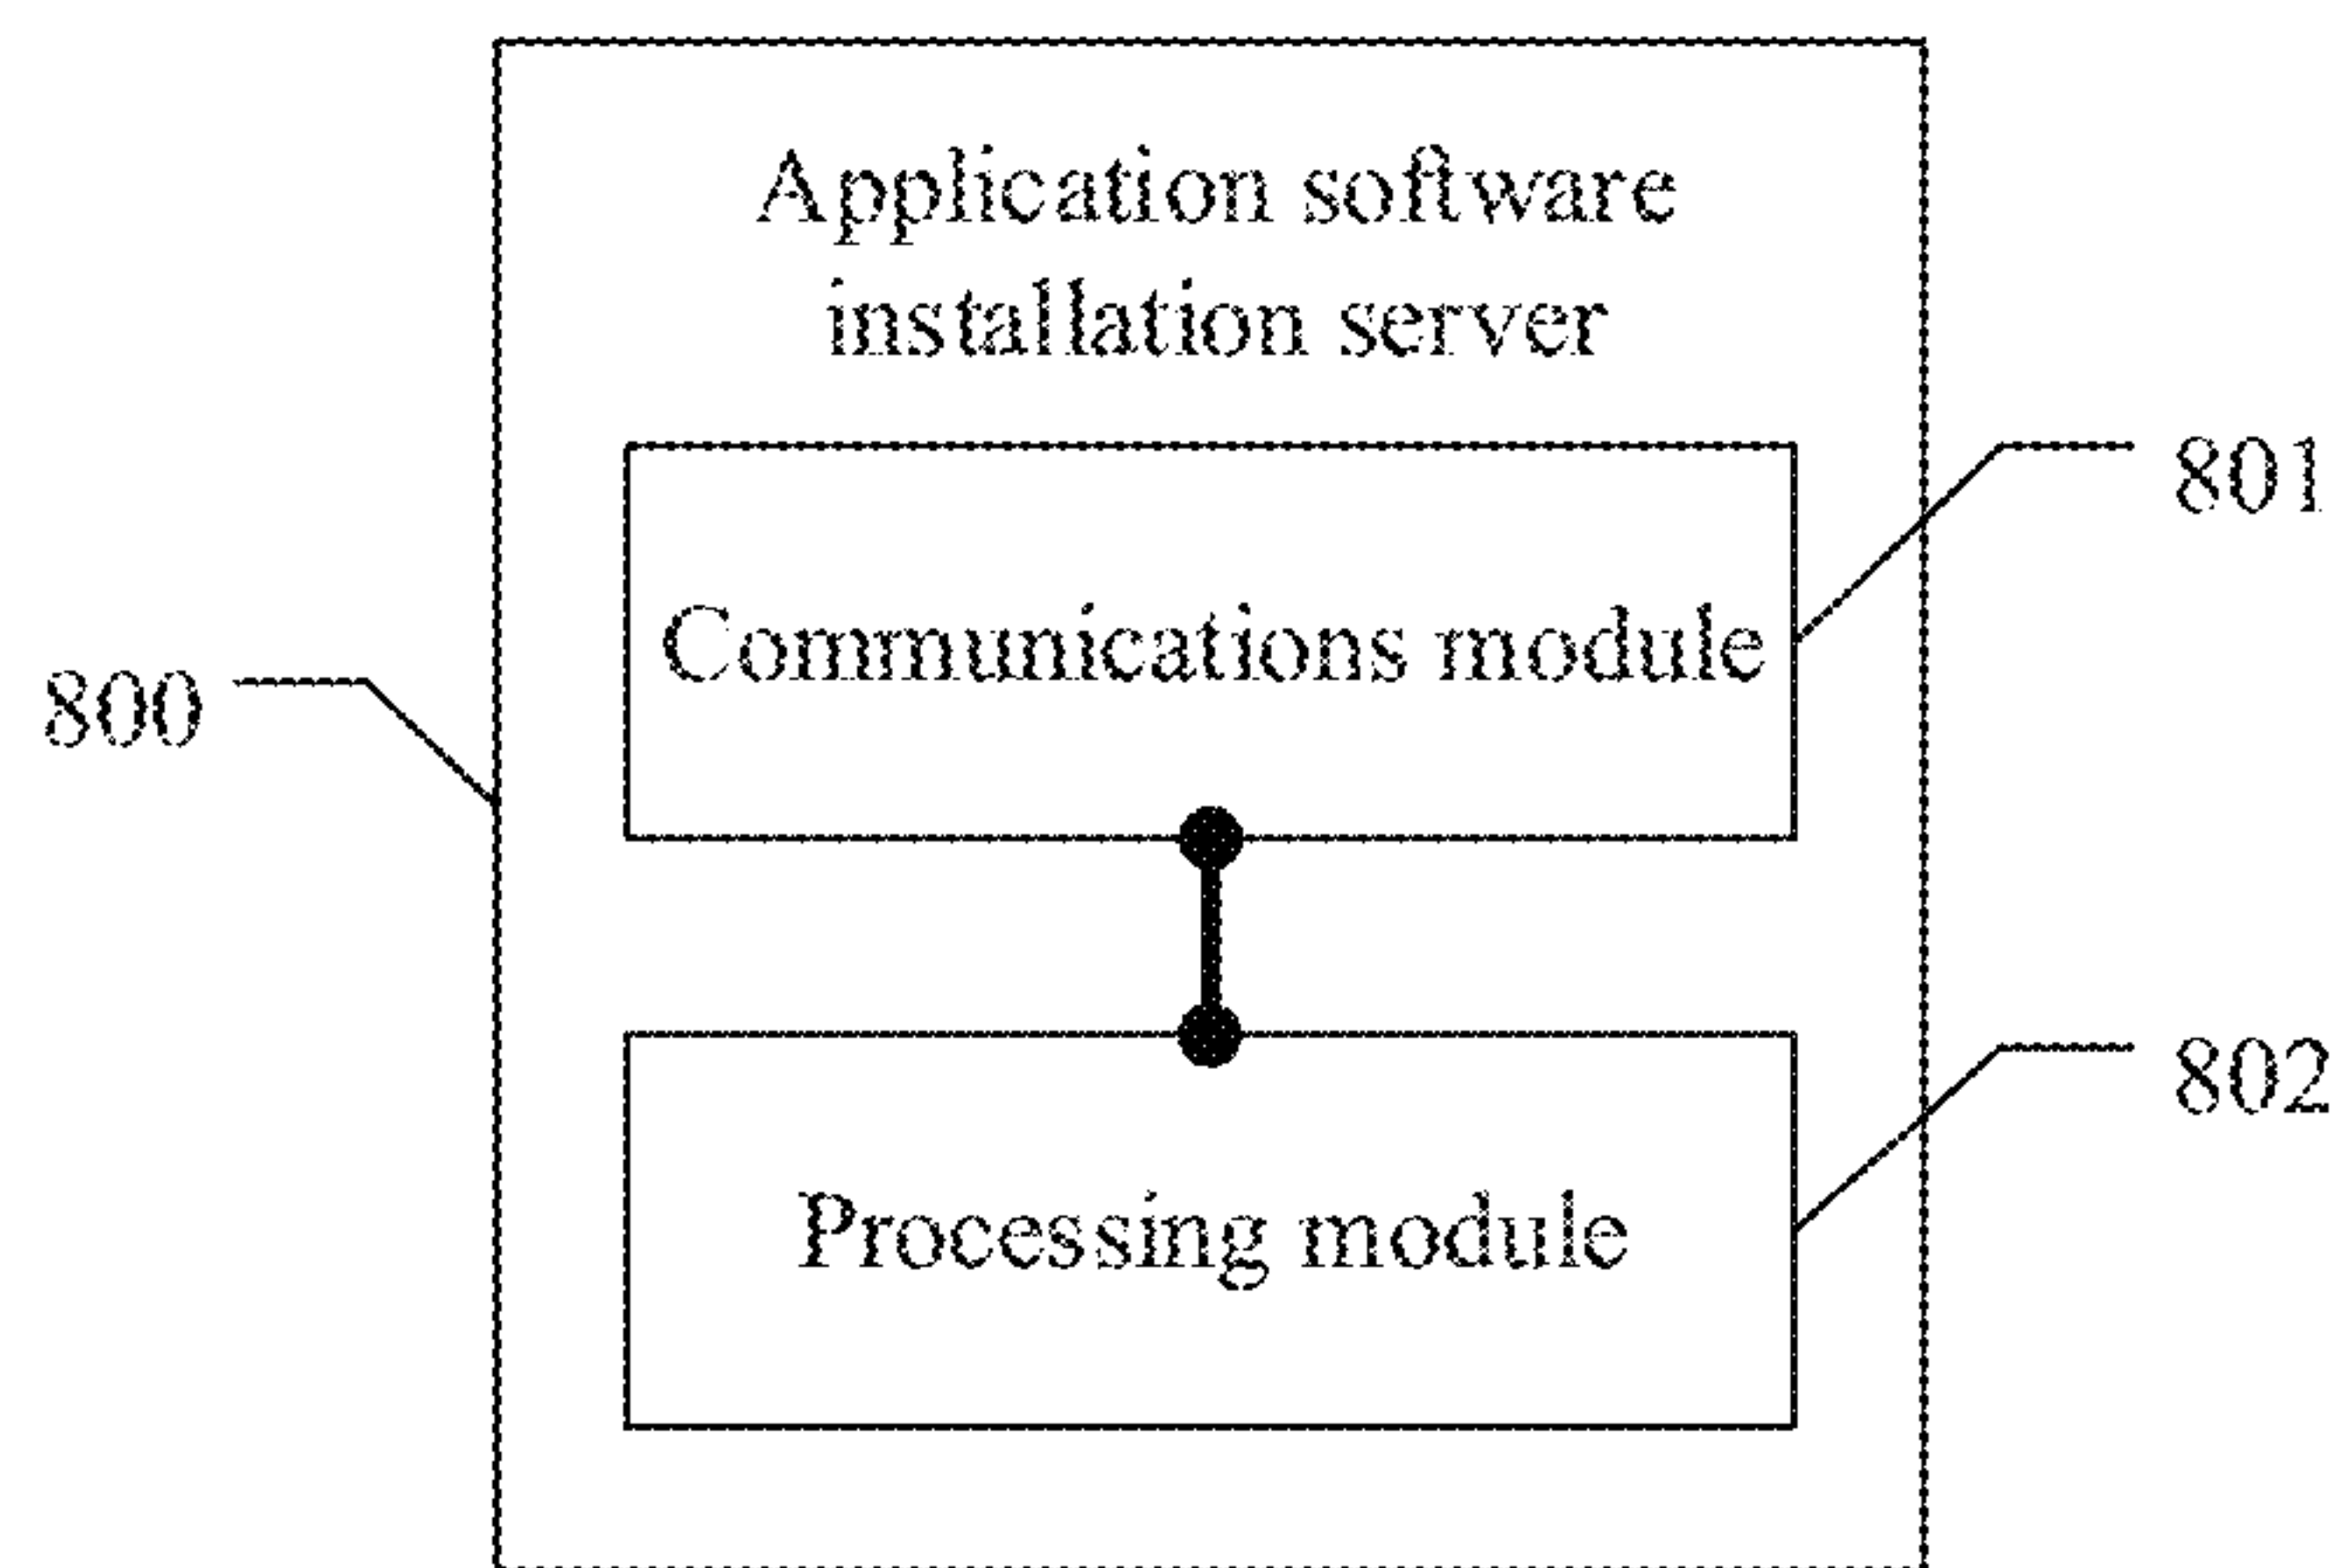 Application software
installation server
801
Communications module
800
802
Processing module